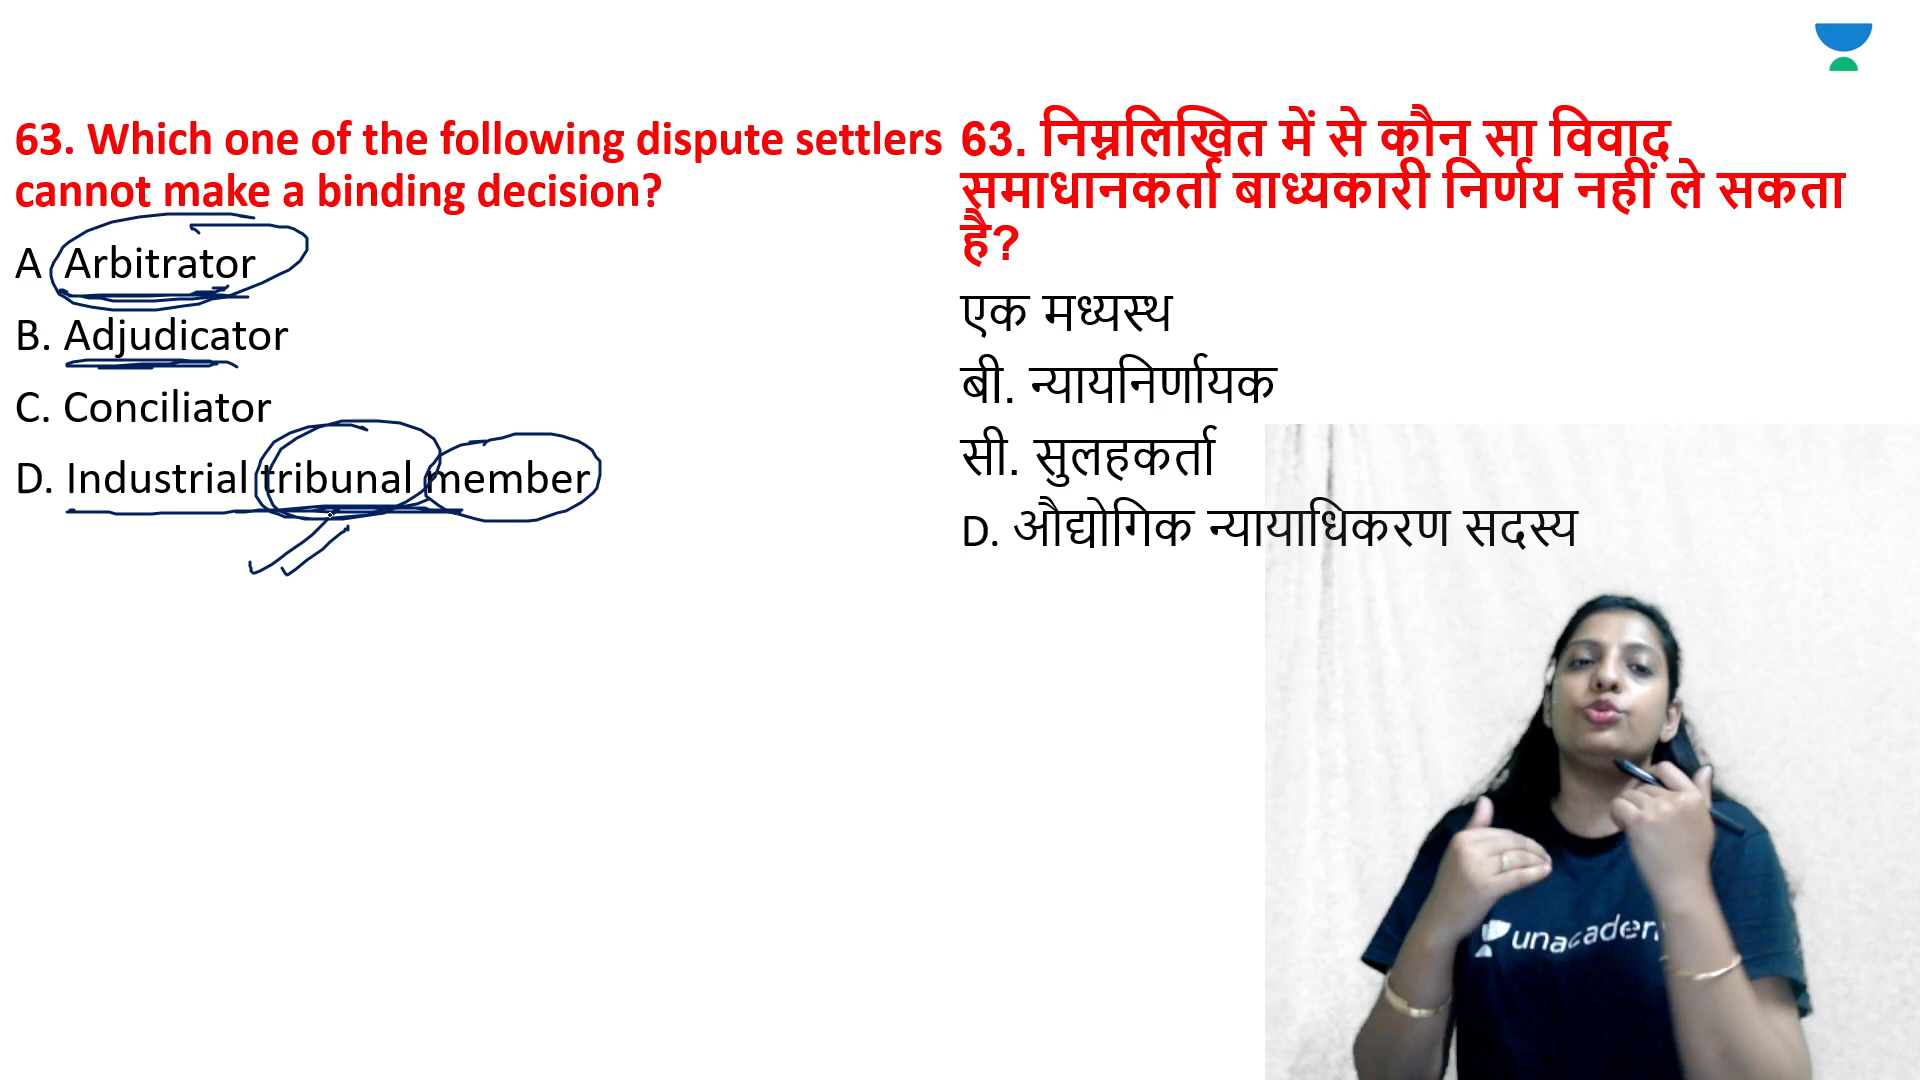 63. Which one of the following dispute settlers
cannot make a binding decision?
A Arbitrator
B. Adjudicator
C. Conciliator
D. Industrial tribunal member
63. निम्नलिखित में से कौन सा विवाद
समाधानकर्ता बाध्यकारी निर्णय नहीं ले सकता
है?
एक मध्यस्थ
बी. न्यायनिर्णायक
सी. सुलहकर्ता
D. औद्योगिक न्यायाधिकरण सदस्य